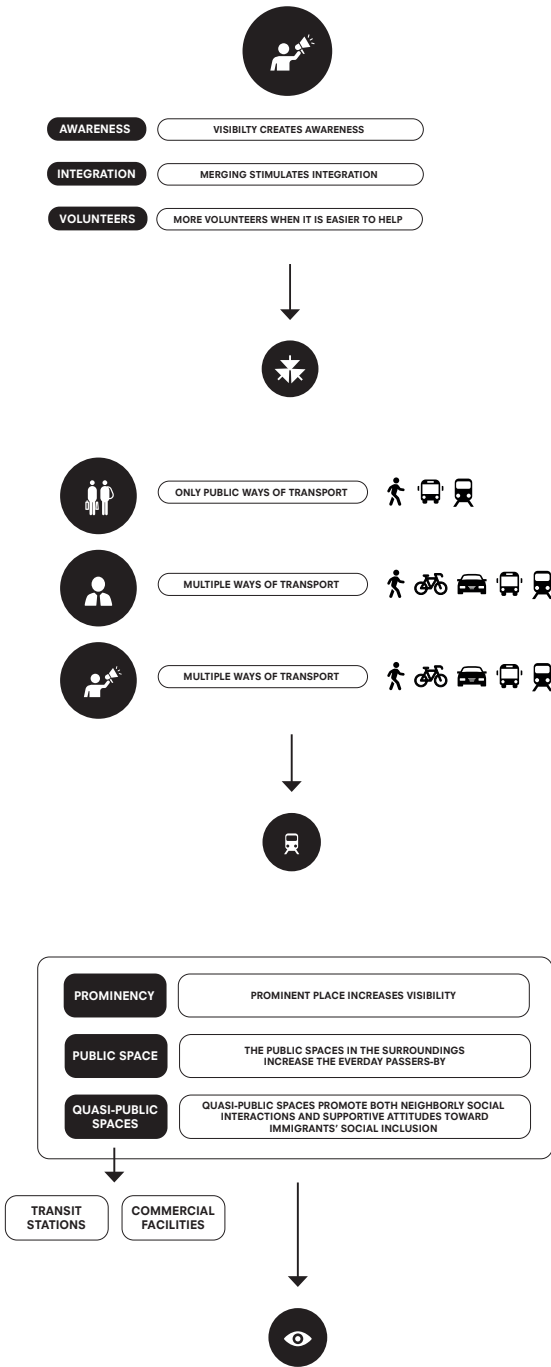 AWARENESS
VISIBILTY CREATES AWARENESS
INTEGRATION
MERGING STIMULATES INTEGRATION
VOLUNTEERS
MORE VOLUNTEERS WHEN IT IS EASIER TO HELP
ONLY PUBLIC WAYS OF TRANSPORT
MULTIPLE WAYS OF TRANSPORT
MULTIPLE WAYS OF TRANSPORT
PROMINENCY
PROMINENT PLACE INCREASES VISIBILITY
PUBLIC SPACE
THE PUBLIC SPACES IN THE SURROUNDINGS
INCREASE THE EVERDAY PASSERS-BY
QUASI-PUBLIC
SPACES
QUASI-PUBLIC SPACES PROMOTE BOTH NEIGHBORLY SOCIAL
INTERACTIONS AND SUPPORTIVE ATTITUDES TOWARD
IMMIGRANTS' SOCIAL INCLUSION
TRANSIT
STATIONS
COMMERCIAL
FACILITIES